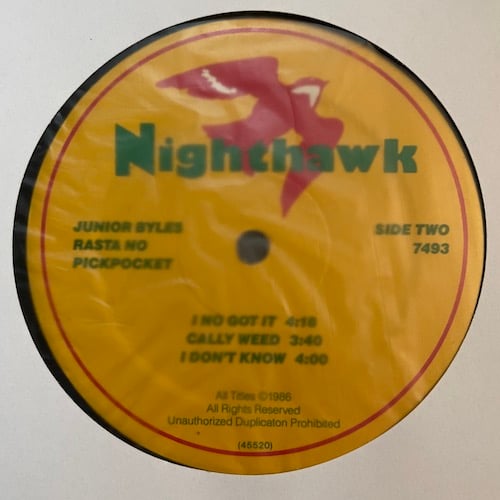 Nighthawk
JUNIOR BYLES
RASTA NO
PICKPOCKET
SIDE TWO
7493
I NO GOT IT 4:18
CALLY WEED 3:40
I DON'T KNOW 4:00
All Titles ©1986
All Rights Reserved
Unauthorized Duplicaton Prohibited
(45520)